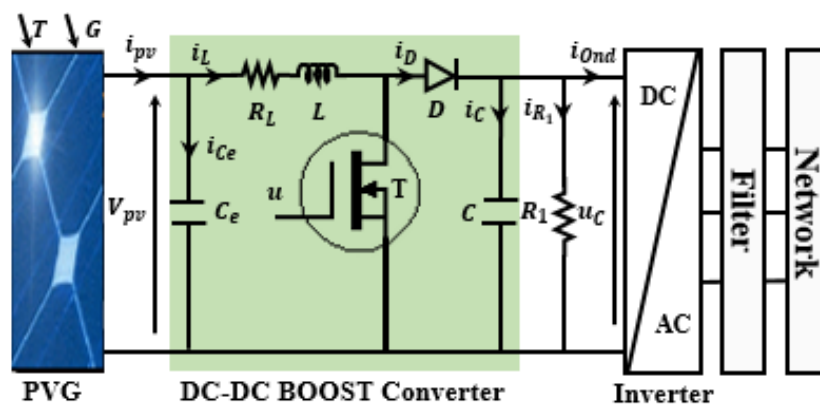 T G
i_pv i_L i_D i_Ond
R_L L D i_C i_R₁ DC
i_Ce
u T
V_pv C_e C R₁ u_C
Filter
Network
AC
PVG DC-DC BOOST Converter Inverter